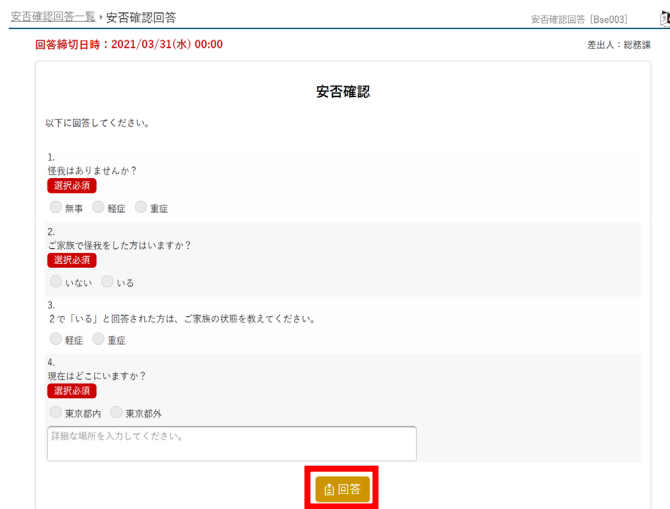 安否確認回答一覧 ▸ 安否確認回答
安否確認回答 [Bse003]
回答締切日時：2021/03/31(水) 00:00
差出人：総務課
安否確認
以下に回答してください。
1.
怪我はありませんか？
選択必須
無事 軽症 重症
2.
ご家族で怪我をした方はいますか？
選択必須
いない いる
3.
２で「いる」と回答された方は、ご家族の状態を教えてください。
軽症 重症
4.
現在はどこにいますか？
選択必須
東京都内 東京都外
詳細な場所を入力してください。
回答